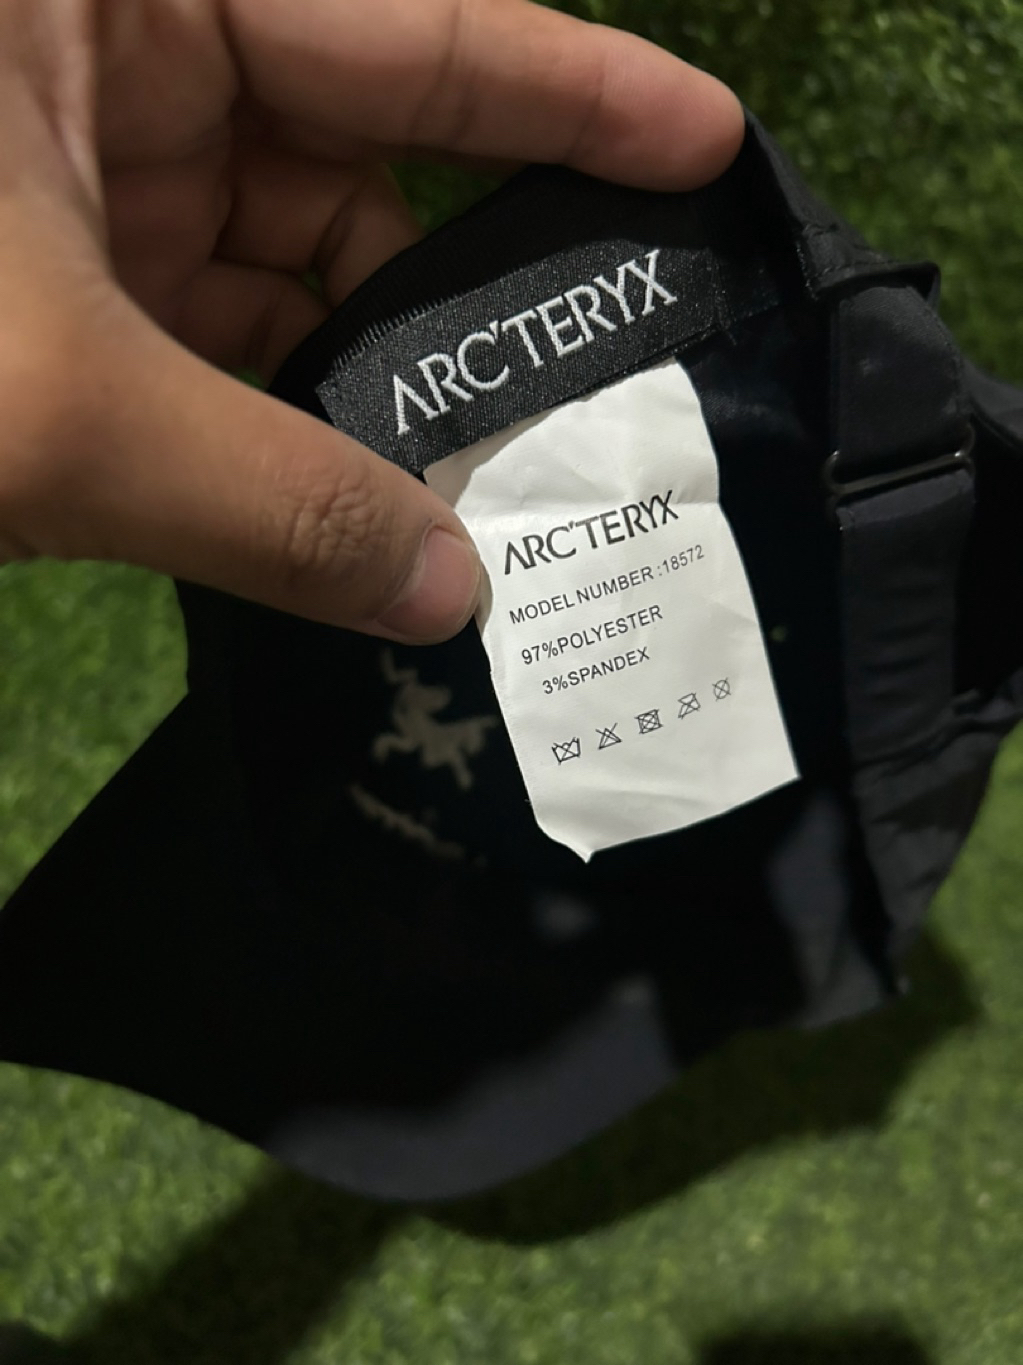 ARC'TERYX
ARC'TERYX
MODEL NUMBER :18572
97%POLYESTER
3%SPANDEX